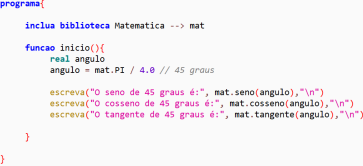 programa{
inclua biblioteca Matematica --> mat
funcao inicio(){
real angulo
angulo = mat.PI / 4.0 // 45 graus
escreva("O seno de 45 graus é:", mat.seno(angulo),"\n")
escreva("O cosseno de 45 graus é:", mat.cosseno(angulo),"\n")
escreva("O tangente de 45 graus é:", mat.tangente(angulo),"\n")
}
}